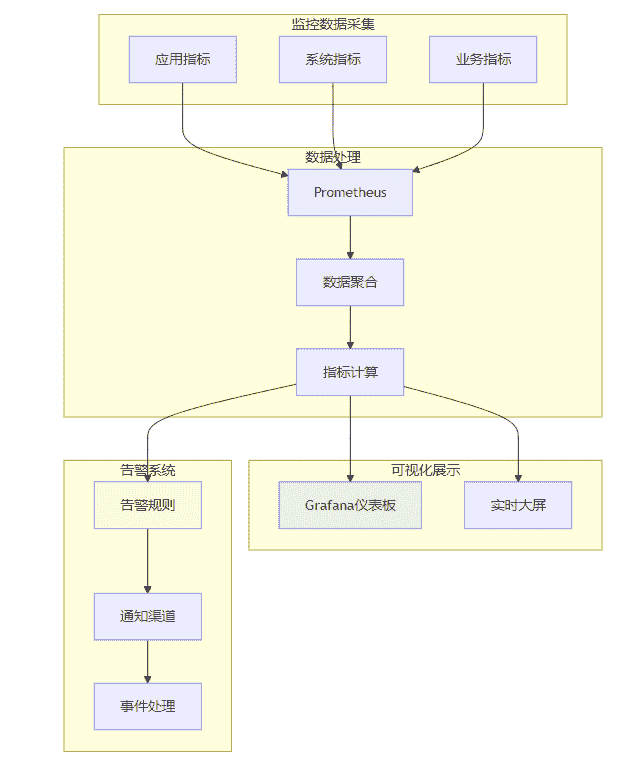 监控数据采集
应用指标
系统指标
业务指标
数据处理
Prometheus
数据聚合
指标计算
告警系统
告警规则
通知渠道
事件处理
可视化展示
Grafana仪表板
实时大屏